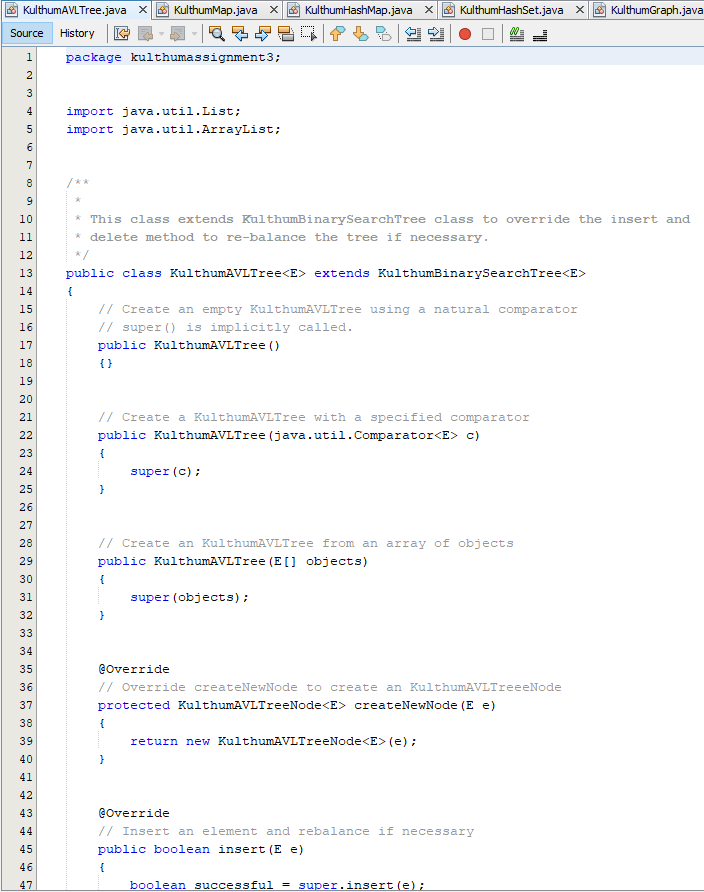 KulthumAVLTree.java KulthumMap.java KulthumHashMap.java KulthumHashSet.java KulthumGraph.java
Source History
1 package kulthumassignment3;
2
3
4 import java.util.List;
5 import java.util.ArrayList;
6
7
8 /**
9 *
10 * This class extends KulthumBinarySearchTree class to override the insert and
11 * delete method to re-balance the tree if necessary.
12 */
13 public class KulthumAVLTree<E> extends KulthumBinarySearchTree<E>
14 {
15 // Create an empty KulthumAVLTree using a natural comparator
16 // super() is implicitly called.
17 public KulthumAVLTree()
18 {}
19
20
21 // Create a KulthumAVLTree with a specified comparator
22 public KulthumAVLTree(java.util.Comparator<E> c)
23 {
24 super(c);
25 }
26
27
28 // Create an KulthumAVLTree from an array of objects
29 public KulthumAVLTree(E[] objects)
30 {
31 super(objects);
32 }
33
34
35 @Override
36 // Override createNewNode to create an KulthumAVLTreeeNode
37 protected KulthumAVLTreeNode<E> createNewNode(E e)
38 {
39 return new KulthumAVLTreeNode<E>(e);
40 }
41
42
43 @Override
44 // Insert an element and rebalance if necessary
45 public boolean insert(E e)
46 {
47 boolean successful = super.insert(e);